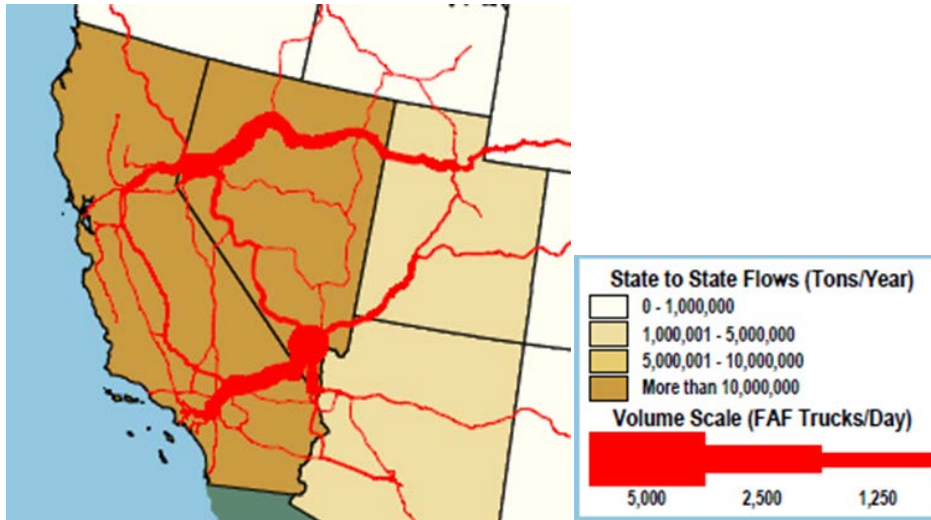 State to State Flows (Tons/Year)
0 - 1,000,000
1,000,001 - 5,000,000
5,000,001 - 10,000,000
More than 10,000,000
Volume Scale (FAF Trucks/Day)
5,000 2,500 1,250